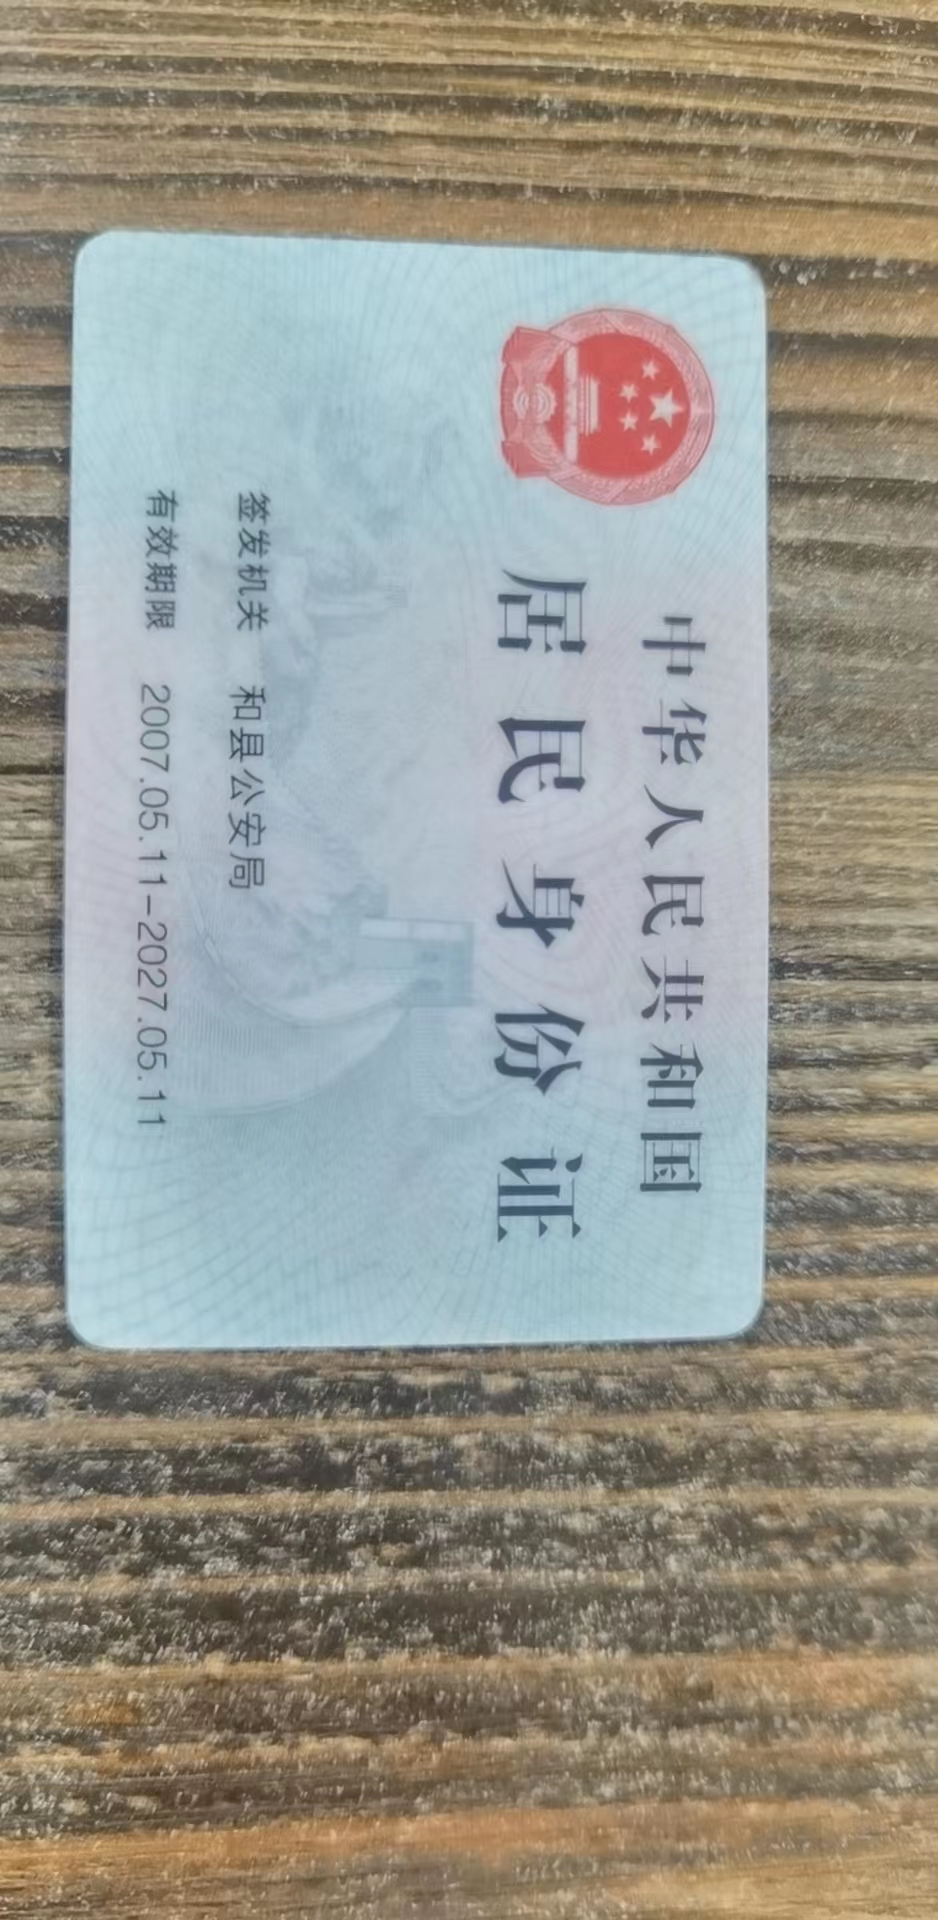 中华人民共和国
居民身份证
签发机关 和县公安局
有效期限 2007.05.11-2027.05.11